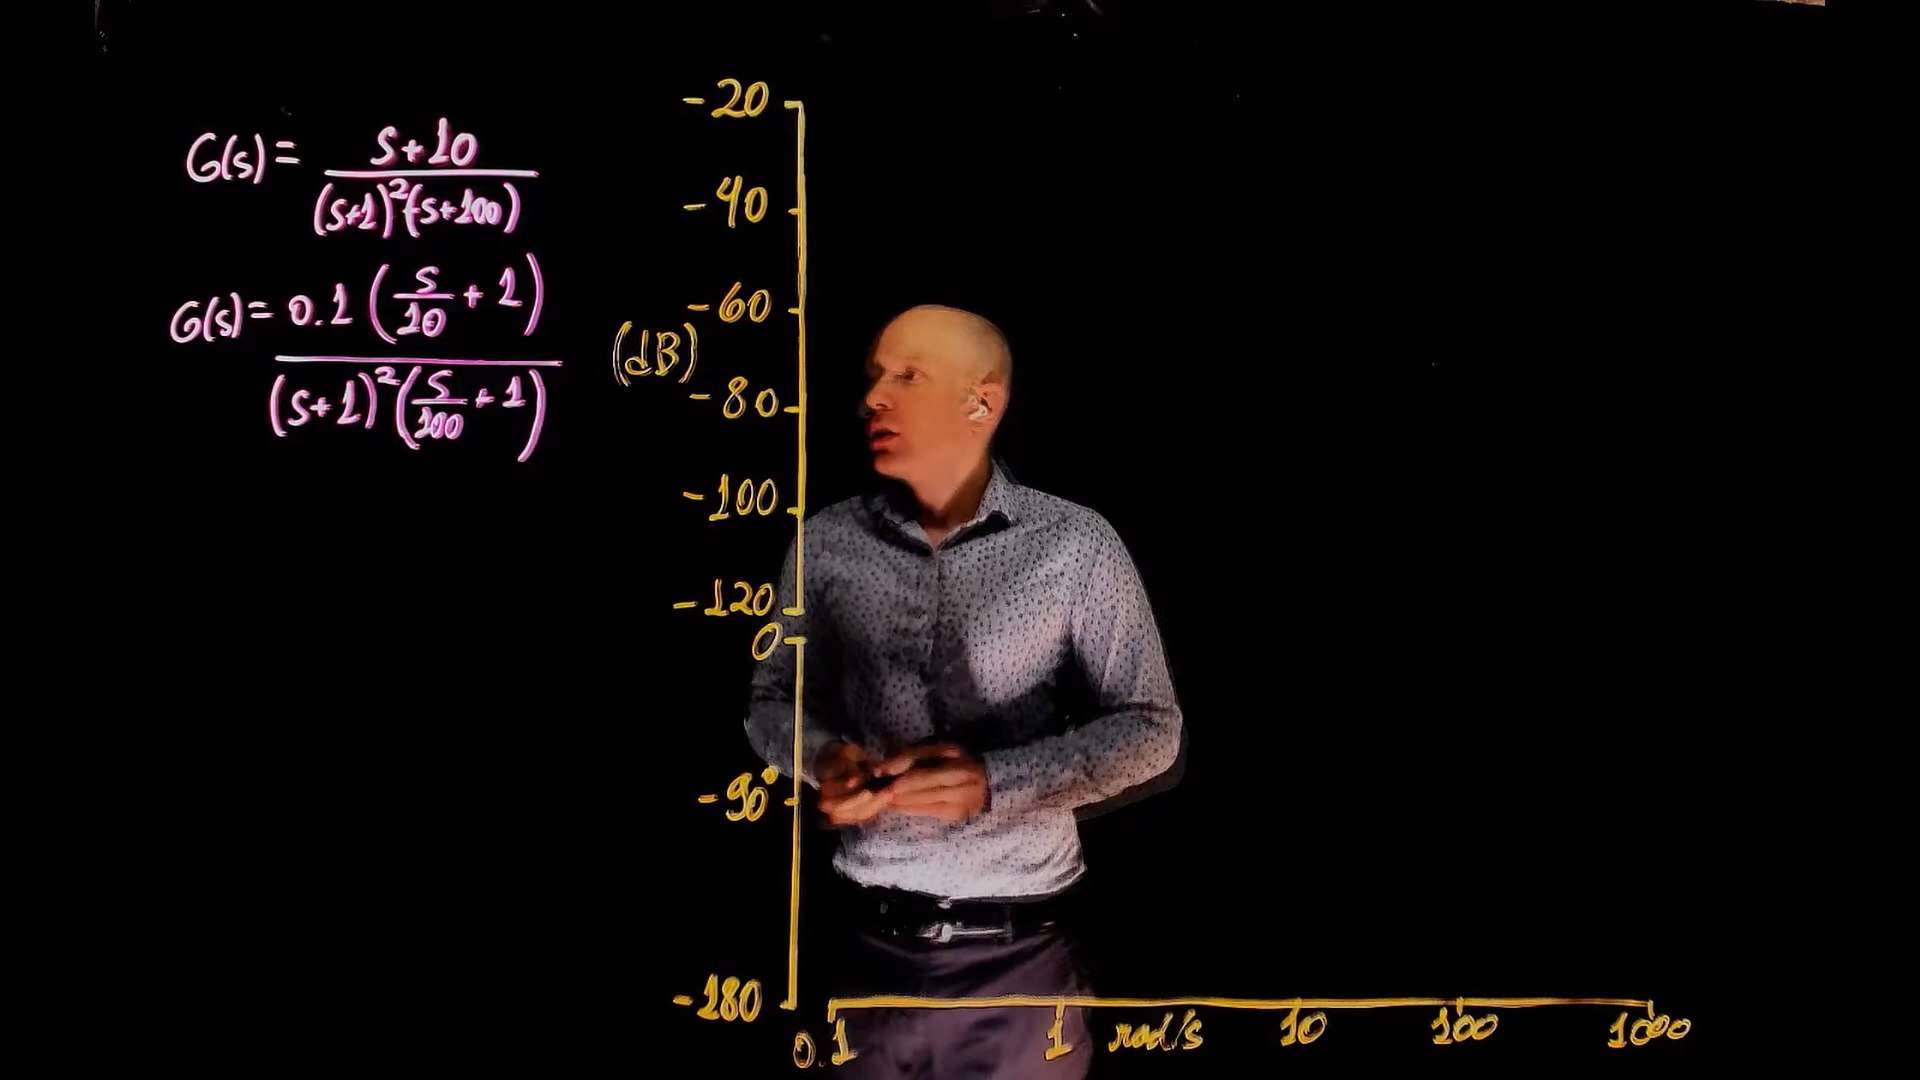 G(s) = s+10 / (s+1)²(s+100)
G(s) = 0.1 (s/10 + 1) / (s+1)²(s/100 + 1)
-20
-40
-60
(dB)
-80
-100
-120
0
-90°
-180
0.1 1 rad/s 10 100 1000